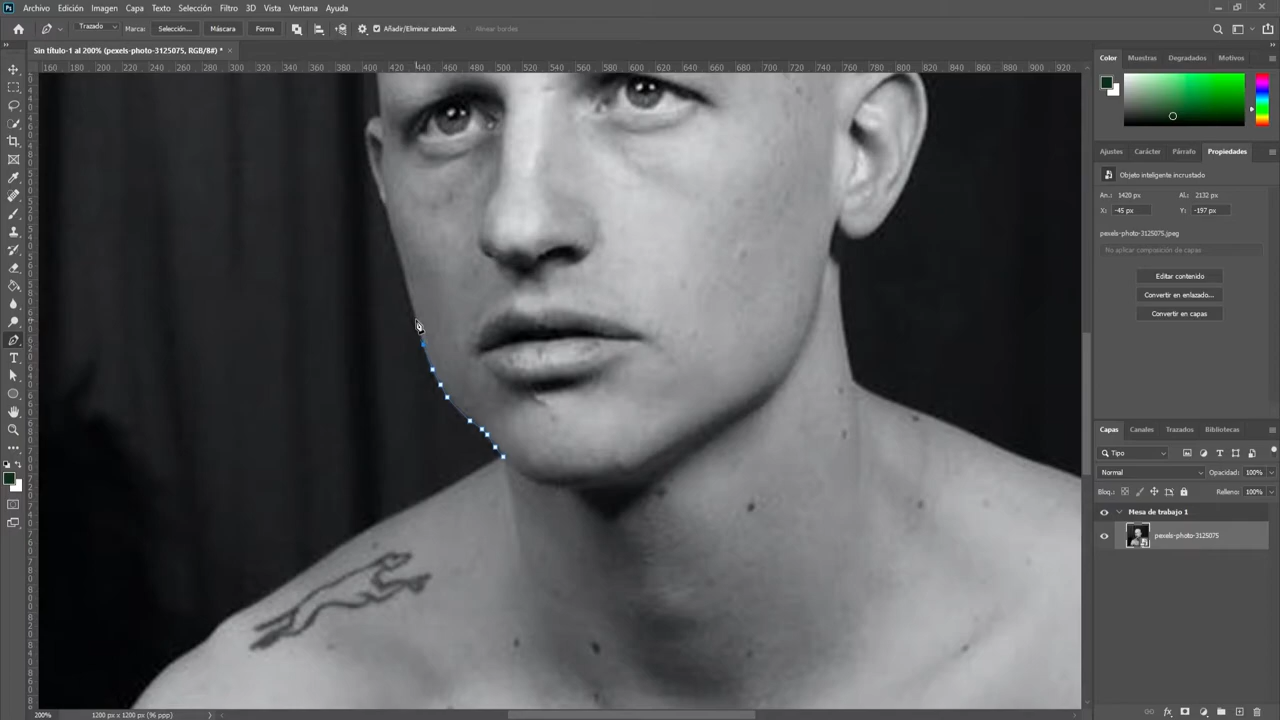 Archivo Edición Imagen Capa Texto Selección Filtro 3D Vista Ventana Ayuda
Trazado Marca: Selección... Máscara Forma Añadir/Eliminar automát. Alinear bordes
Sin título-1 al 200% (pexels-photo-3125075, RGB/8#) *
160 180 200 220 240 260 280 300 320 340 360 380 400 420 440 460 480 500 520 540 560 580 600 620 640 660 680 700 720 740 760 780 800 820 840 860 880 900 920
Color Muestras Degradados Motivos
Ajustes Carácter Párrafo Propiedades
Objeto inteligente incrustado
An.: 1420 px Al.: 2132 px
X: -45 px Y: -197 px
pexels-photo-3125075.jpeg
No aplicar composición de capas
Editar contenido
Convertir en enlazado...
Convertir en capas
Capas Canales Trazados Bibliotecas
Tipo
Normal Opacidad: 100%
Bloq.: Relleno: 100%
Mesa de trabajo 1
pexels-photo-3125075
200% 1200 px x 1200 px (96 ppp)